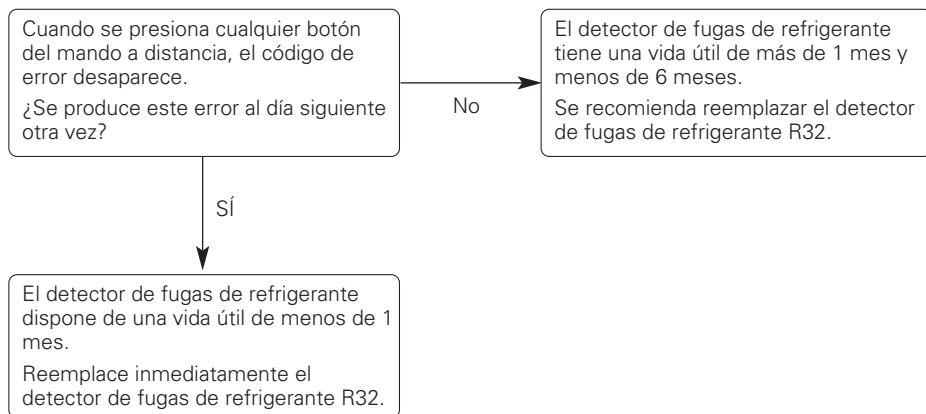 Cuando se presiona cualquier botón
del mando a distancia, el código de
error desaparece.
¿Se produce este error al día siguiente
otra vez?
No
El detector de fugas de refrigerante
tiene una vida útil de más de 1 mes y
menos de 6 meses.
Se recomienda reemplazar el detector
de fugas de refrigerante R32.
SÍ
El detector de fugas de refrigerante
dispone de una vida útil de menos de 1
mes.
Reemplace inmediatamente el
detector de fugas de refrigerante R32.